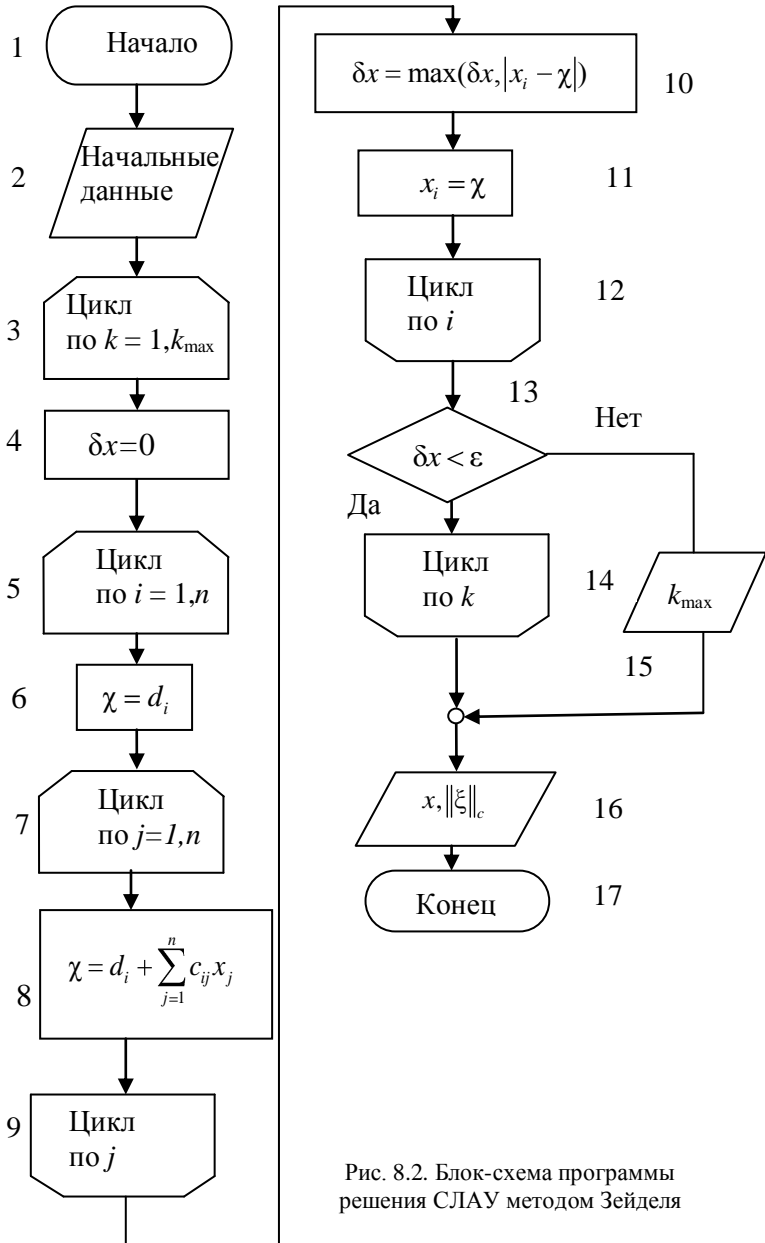 1
Начало
2
Начальные
данные
3
Цикл
по k = 1,kmax
4
δx=0
5
Цикл
по i = 1,n
6
χ = dᵢ
7
Цикл
по j=1,n
8
χ = dᵢ + ∑ⁿⱼ₌₁ cᵢⱼxⱼ
9
Цикл
по j
δx = max(δx,|xᵢ − χ|)
10
xᵢ = χ
11
Цикл
по i
12
13
δx < ε
Нет
Да
Цикл
по k
14
kmax
15
x,‖ξ‖c
16
Конец
17
Рис. 8.2. Блок-схема программы
решения СЛАУ методом Зейделя